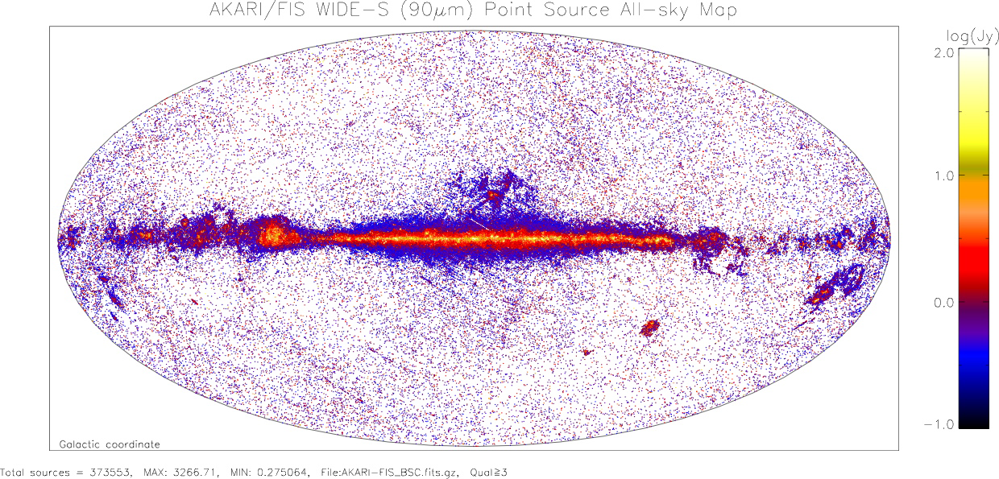 AKARI/FIS WIDE-S (90μm) Point Source All-sky Map
log(Jy)
2.0
1.0
0.0
-1.0
Galactic coordinate
Total sources = 373553, MAX: 3266.71, MIN: 0.275064, File:AKARI-FIS_BSC.fits.gz, Qual≧3